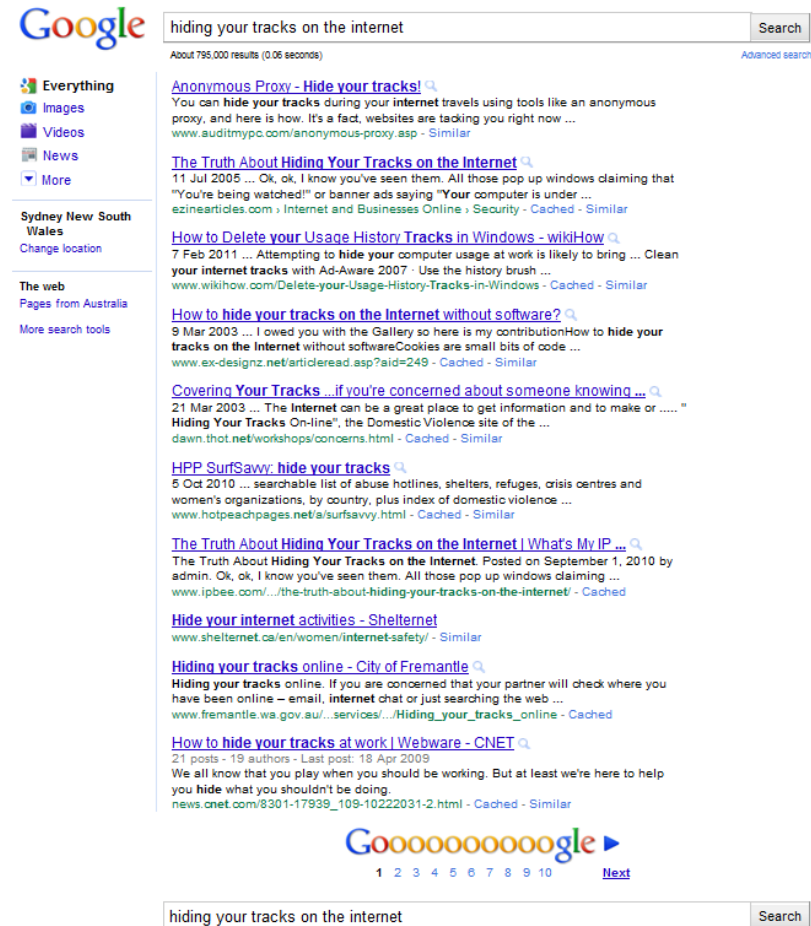 Google
hiding your tracks on the internet
Search
About 795,000 results (0.06 seconds)
Advanced search
Everything
Images
Videos
News
More
Sydney New South
Wales
Change location
The web
Pages from Australia
More search tools
Anonymous Proxy - Hide your tracks!
You can hide your tracks during your internet travels using tools like an anonymous
proxy, and here is how. It's a fact, websites are tacking you right now ...
www.auditmypc.com/anonymous-proxy.asp - Similar
The Truth About Hiding Your Tracks on the Internet
11 Jul 2005 ... Ok, ok, I know you've seen them. All those pop up windows claiming that
"You're being watched!" or banner ads saying "Your computer is under ...
ezinearticles.com › Internet and Businesses Online › Security - Cached - Similar
How to Delete your Usage History Tracks in Windows - wikiHow
7 Feb 2011 ... Attempting to hide your computer usage at work is likely to bring ... Clean
your internet tracks with Ad-Aware 2007 · Use the history brush ...
www.wikihow.com/Delete-your-Usage-History-Tracks-in-Windows - Cached - Similar
How to hide your tracks on the Internet without software?
9 Mar 2003 ... I owed you with the Gallery so here is my contributionHow to hide your
tracks on the Internet without softwareCookies are small bits of code ...
www.ex-designz.net/articleread.asp?aid=249 - Cached - Similar
Covering Your Tracks ...if you're concerned about someone knowing ...
21 Mar 2003 ... The Internet can be a great place to get information and to make or ..... "
Hiding Your Tracks On-line", the Domestic Violence site of the ...
dawn.thot.net/workshops/concerns.html - Cached - Similar
HPP SurfSavvy: hide your tracks
5 Oct 2010 ... searchable list of abuse hotlines, shelters, refuges, crisis centres and
women's organizations, by country, plus index of domestic violence ...
www.hotpeachpages.net/a/surfsavvy.html - Cached - Similar
The Truth About Hiding Your Tracks on the Internet | What's My IP ...
The Truth About Hiding Your Tracks on the Internet. Posted on September 1, 2010 by
admin. Ok, ok, I know you've seen them. All those pop up windows claiming ...
www.ipbee.com/.../the-truth-about-hiding-your-tracks-on-the-internet/ - Cached
Hide your internet activities - Shelternet
www.shelternet.ca/en/women/internet-safety/ - Similar
Hiding your tracks online - City of Fremantle
Hiding your tracks online. If you are concerned that your partner will check where you
have been online – email, internet chat or just searching the web ...
www.fremantle.wa.gov.au/...services/.../Hiding_your_tracks_online - Cached
How to hide your tracks at work | Webware - CNET
21 posts - 19 authors - Last post: 18 Apr 2009
We all know that you play when you should be working. But at least we're here to help
you hide what you shouldn't be doing.
news.cnet.com/8301-17939_109-10222031-2.html - Cached - Similar
Goooooooooogle
1 2 3 4 5 6 7 8 9 10 Next
hiding your tracks on the internet
Search